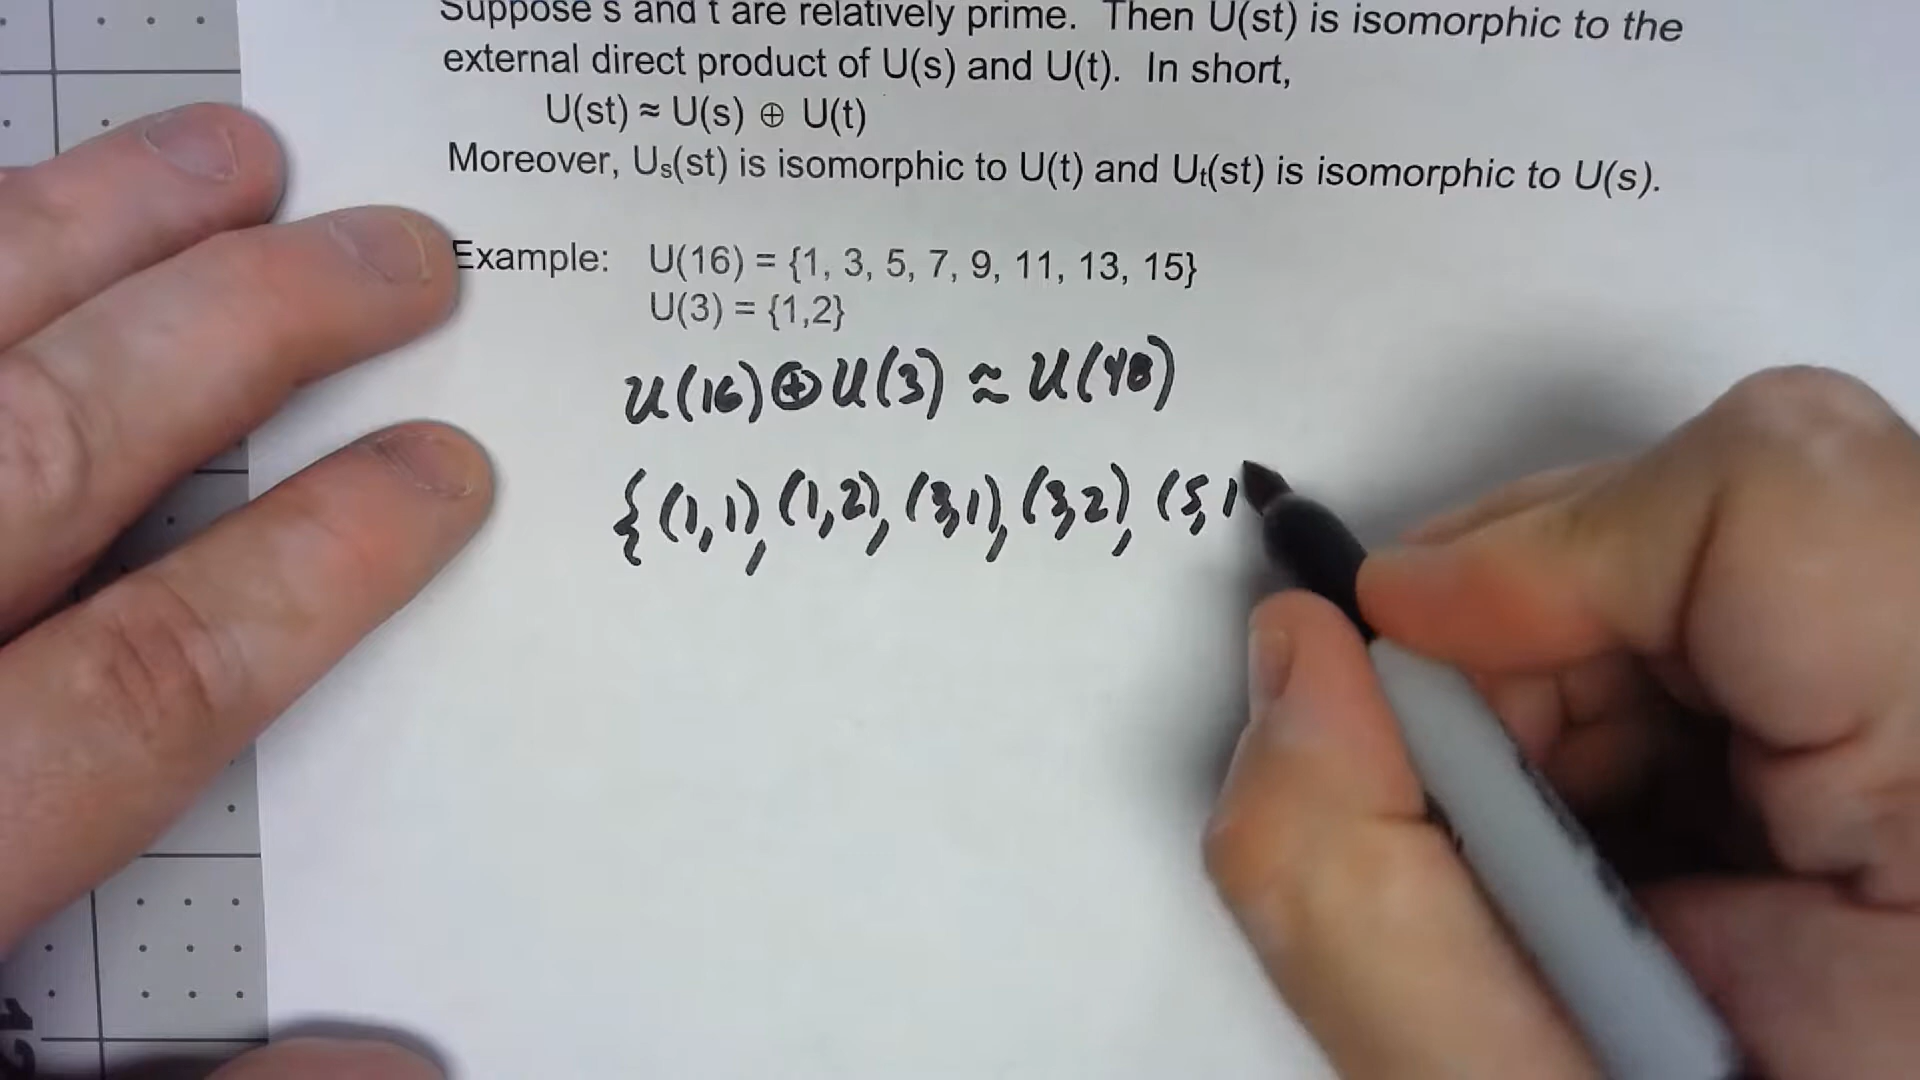 Suppose s and t are relatively prime. Then U(st) is isomorphic to the
external direct product of U(s) and U(t). In short,
U(st) ≈ U(s) ⊕ U(t)
Moreover, Us(st) is isomorphic to U(t) and Ut(st) is isomorphic to U(s).
Example: U(16) = {1, 3, 5, 7, 9, 11, 13, 15}
U(3) = {1,2}
U(16)⊕U(3) ≈ U(48)
{(1,1), (1,2), (3,1), (3,2), (5,1